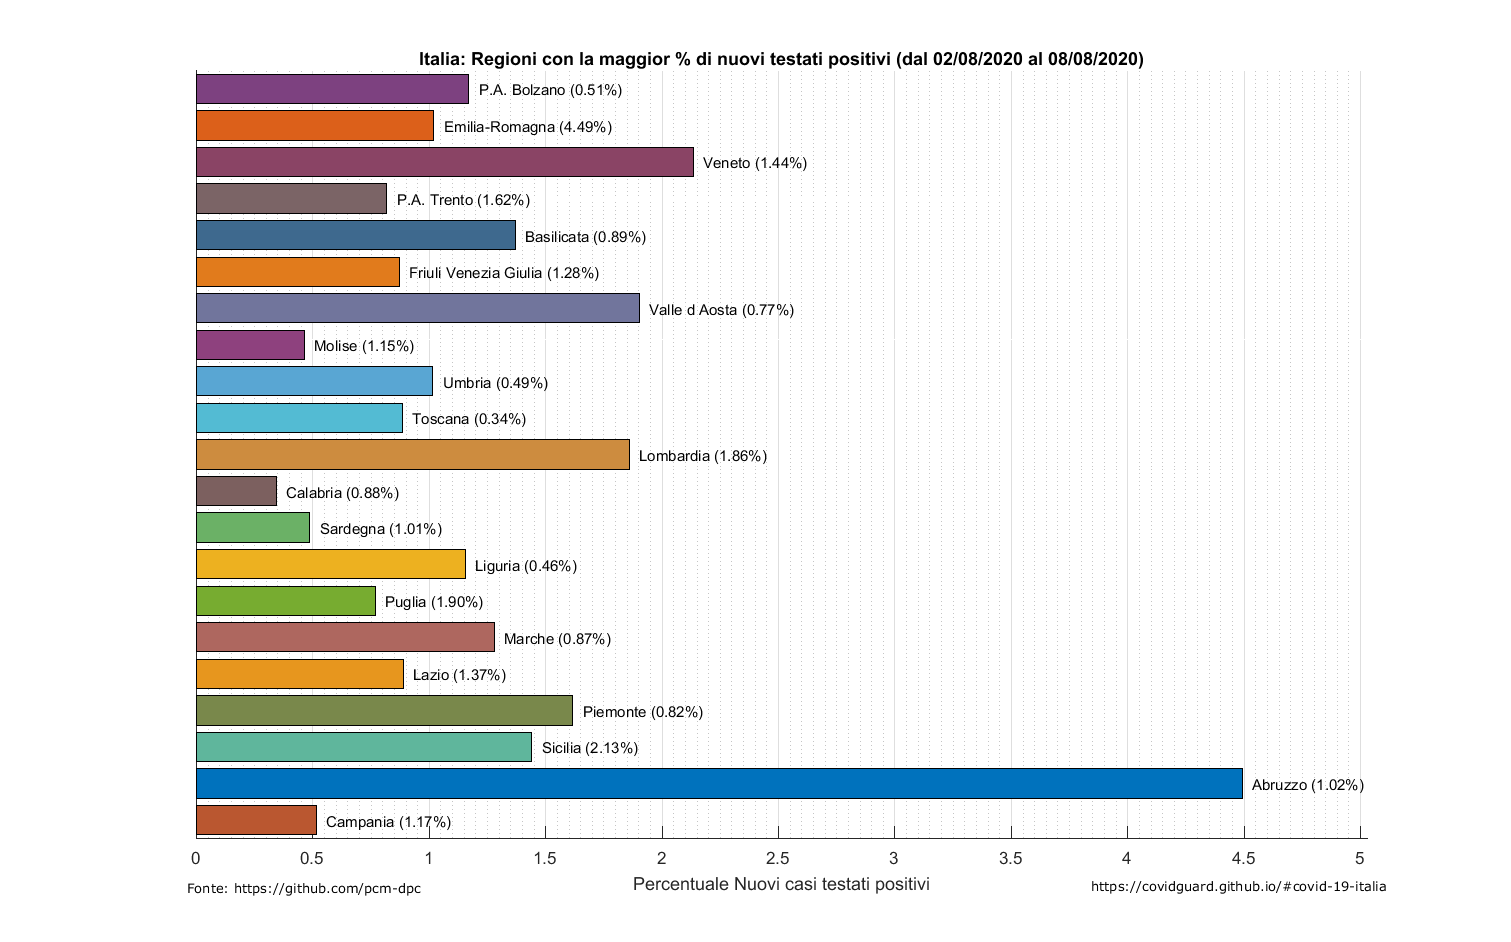 Italia: Regioni con la maggior % di nuovi testati positivi (dal 02/08/2020 al 08/08/2020)
P.A. Bolzano (0.51%)
Emilia-Romagna (4.49%)
Veneto (1.44%)
P.A. Trento (1.62%)
Basilicata (0.89%)
Friuli Venezia Giulia (1.28%)
Valle d Aosta (0.77%)
Molise (1.15%)
Umbria (0.49%)
Toscana (0.34%)
Lombardia (1.86%)
Calabria (0.88%)
Sardegna (1.01%)
Liguria (0.46%)
Puglia (1.90%)
Marche (0.87%)
Lazio (1.37%)
Piemonte (0.82%)
Sicilia (2.13%)
Abruzzo (1.02%)
Campania (1.17%)
0 0.5 1 1.5 2 2.5 3 3.5 4 4.5 5
Percentuale Nuovi casi testati positivi
Fonte: https://github.com/pcm-dpc
https://covidguard.github.io/#covid-19-italia